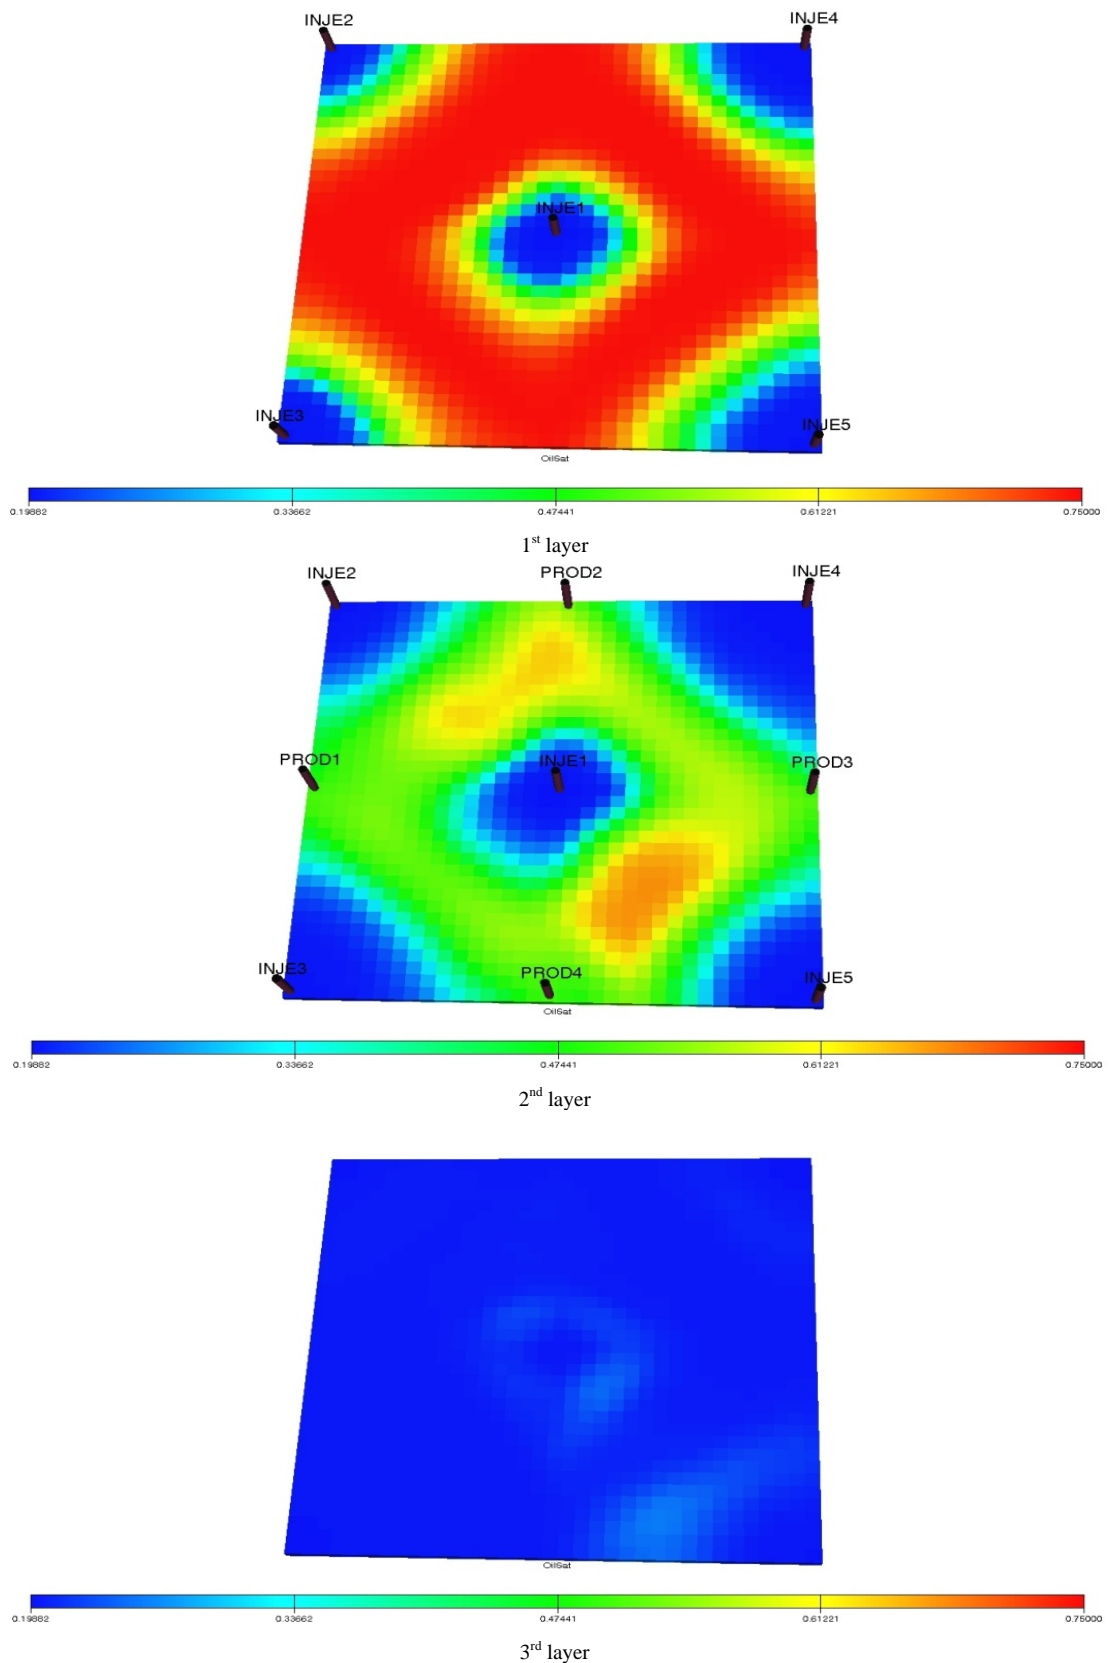 INJE2 INJE4
INJE1
INJE3 INJE5
OilSat
0.19882 0.33662 0.47441 0.61221 0.75000
1st layer
INJE2 PROD2 INJE4
PROD1 INJE1 PROD3
INJE3 PROD4 INJE5
OilSat
0.19882 0.33662 0.47441 0.61221 0.75000
2nd layer
OilSat
0.19882 0.33662 0.47441 0.61221 0.75000
3rd layer